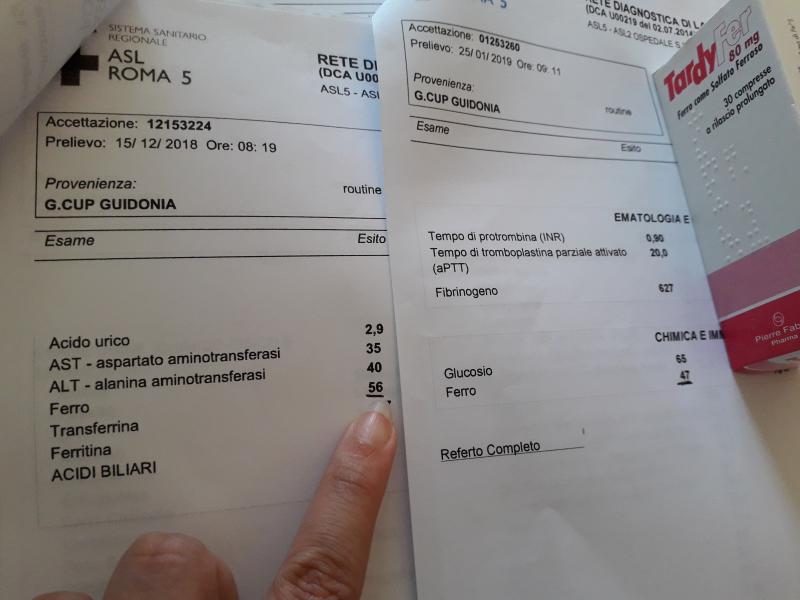 SISTEMA SANITARIO
REGIONALE
ASL
ROMA 5
RETE DI
(DCA U00
ASL5 - ASL
Accettazione: 12153224
Prelievo: 15/ 12/ 2018 Ore: 08: 19
Provenienza:
routine
G.CUP GUIDONIA
Esame Esito
Acido urico 2,9
AST - aspartato aminotransferasi 35
ALT - alanina aminotransferasi 40
Ferro 56
Transferrina
Ferritina
ACIDI BILIARI
RETE DIAGNOSTICA DI LA
(DCA U00219 del 02.07.2014
ASL5 - ASL2 OSPEDALE S
Accettazione: 01253260
Prelievo: 25/ 01/ 2019 Ore: 09: 11
Provenienza:
routine
G.CUP GUIDONIA
Esame Esito
EMATOLOGIA E
Tempo di protrombina (INR) 0,90
Tempo di tromboplastina parziale attivato 20,0
(aPTT)
Fibrinogeno 627
CHIMICA E IMM
Glucosio 65
Ferro 47
Referto Completo
TardyFer
80 mg
Ferro come Solfato Ferroso
30 compresse
a rilascio prolungato
Pierre Fab
Pharma